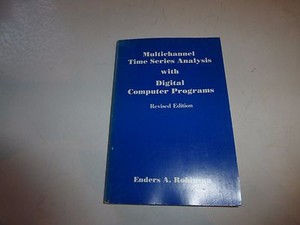 Multichannel
Time Series Analysis
with
Digital
Computer Programs
Revised Edition
Enders A. Robinson